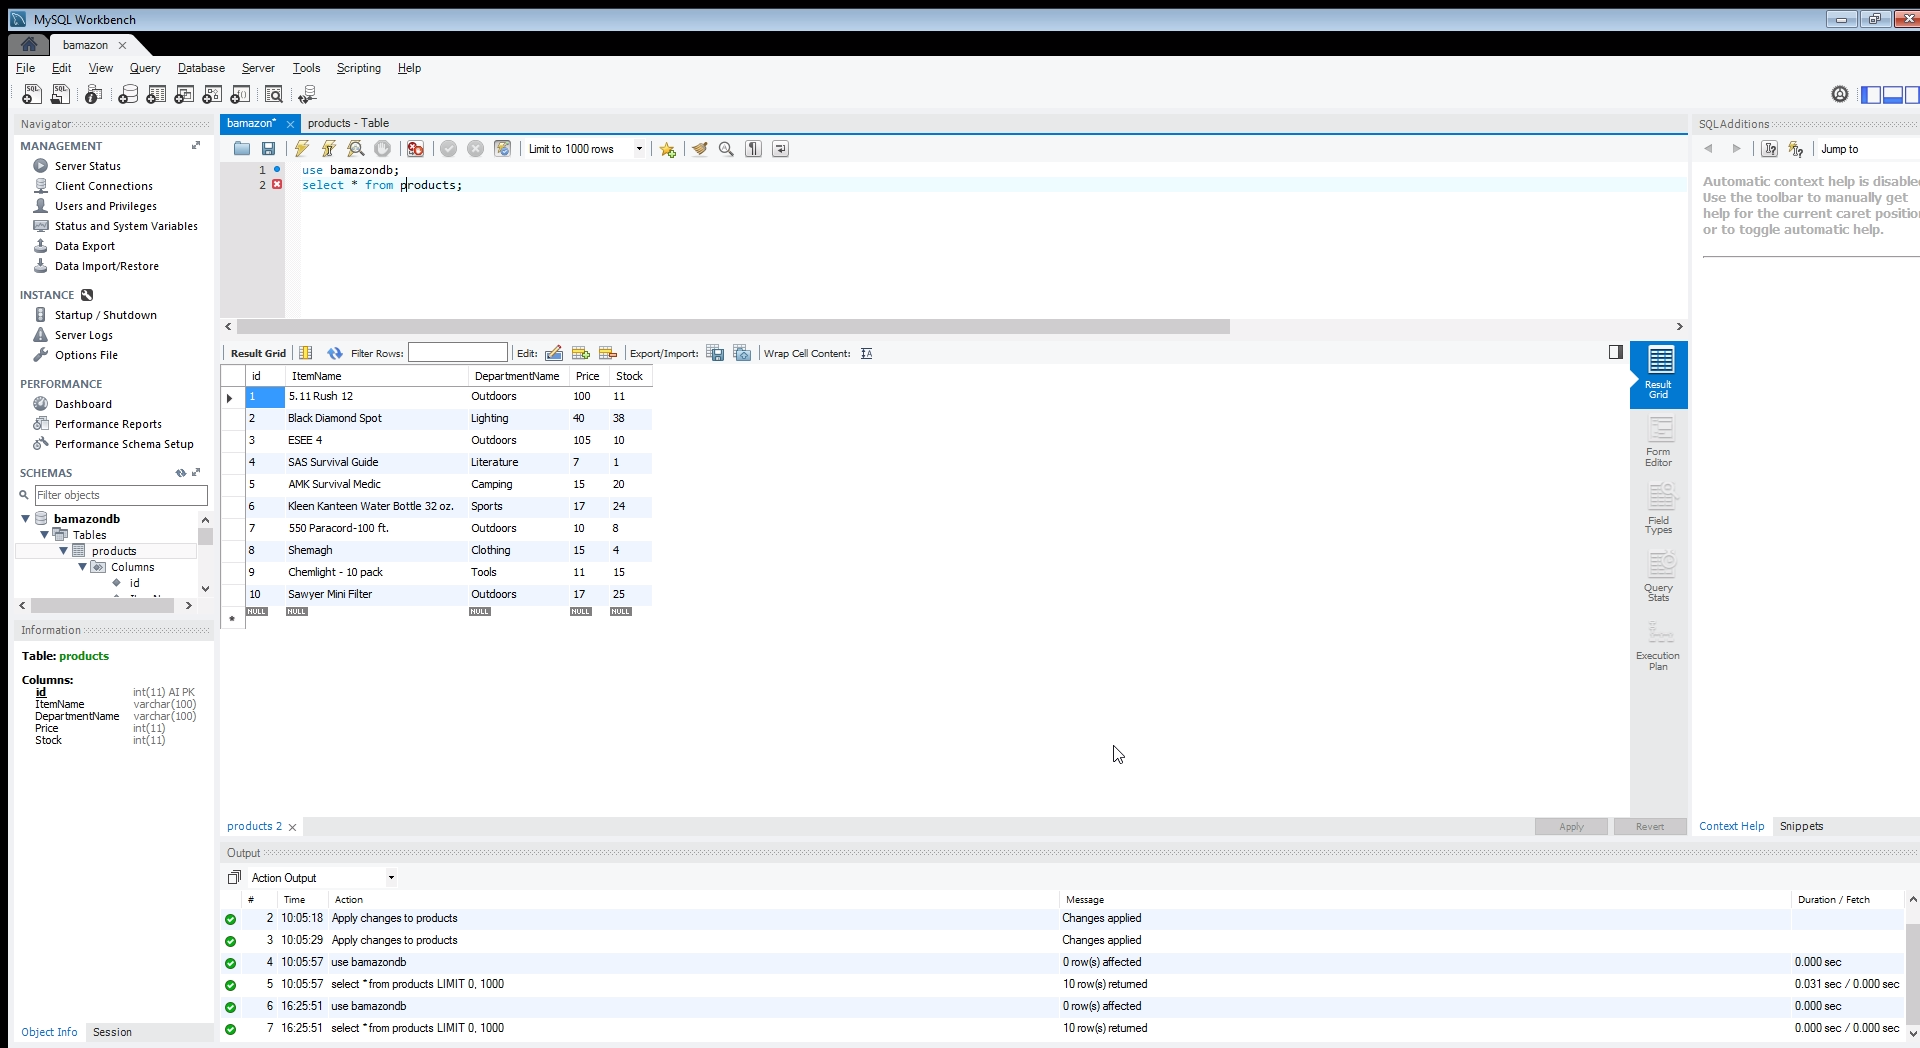 MySQL Workbench
bamazon
File Edit View Query Database Server Tools Scripting Help
Navigator
MANAGEMENT
Server Status
Client Connections
Users and Privileges
Status and System Variables
Data Export
Data Import/Restore
INSTANCE
Startup / Shutdown
Server Logs
Options File
PERFORMANCE
Dashboard
Performance Reports
Performance Schema Setup
SCHEMAS
Filter objects
bamazondb
Tables
products
Columns
id
Information
Table: products
Columns:
id int(11) AI PK
ItemName varchar(100)
DepartmentName varchar(100)
Price int(11)
Stock int(11)
Object Info Session
bamazon* products - Table
Limit to 1000 rows
1 use bamazondb;
2 select * from products;
Result Grid Filter Rows: Edit: Export/Import: Wrap Cell Content:
id ItemName DepartmentName Price Stock
1 5.11 Rush 12 Outdoors 100 11
2 Black Diamond Spot Lighting 40 38
3 ESEE 4 Outdoors 105 10
4 SAS Survival Guide Literature 7 1
5 AMK Survival Medic Camping 15 20
6 Kleen Kanteen Water Bottle 32 oz. Sports 17 24
7 550 Paracord-100 ft. Outdoors 10 8
8 Shemagh Clothing 15 4
9 Chemlight - 10 pack Tools 11 15
10 Sawyer Mini Filter Outdoors 17 25
NULL NULL NULL NULL NULL
Result
Grid
Form
Editor
Field
Types
Query
Stats
Execution
Plan
products 2
Apply Revert
SQLAdditions
Jump to
Automatic context help is disable
Use the toolbar to manually get
help for the current caret positio
or to toggle automatic help.
Context Help Snippets
Output
Action Output
# Time Action Message Duration / Fetch
2 10:05:18 Apply changes to products Changes applied
3 10:05:29 Apply changes to products Changes applied
4 10:05:57 use bamazondb 0 row(s) affected 0.000 sec
5 10:05:57 select * from products LIMIT 0, 1000 10 row(s) returned 0.031 sec / 0.000 sec
6 16:25:51 use bamazondb 0 row(s) affected 0.000 sec
7 16:25:51 select * from products LIMIT 0, 1000 10 row(s) returned 0.000 sec / 0.000 sec